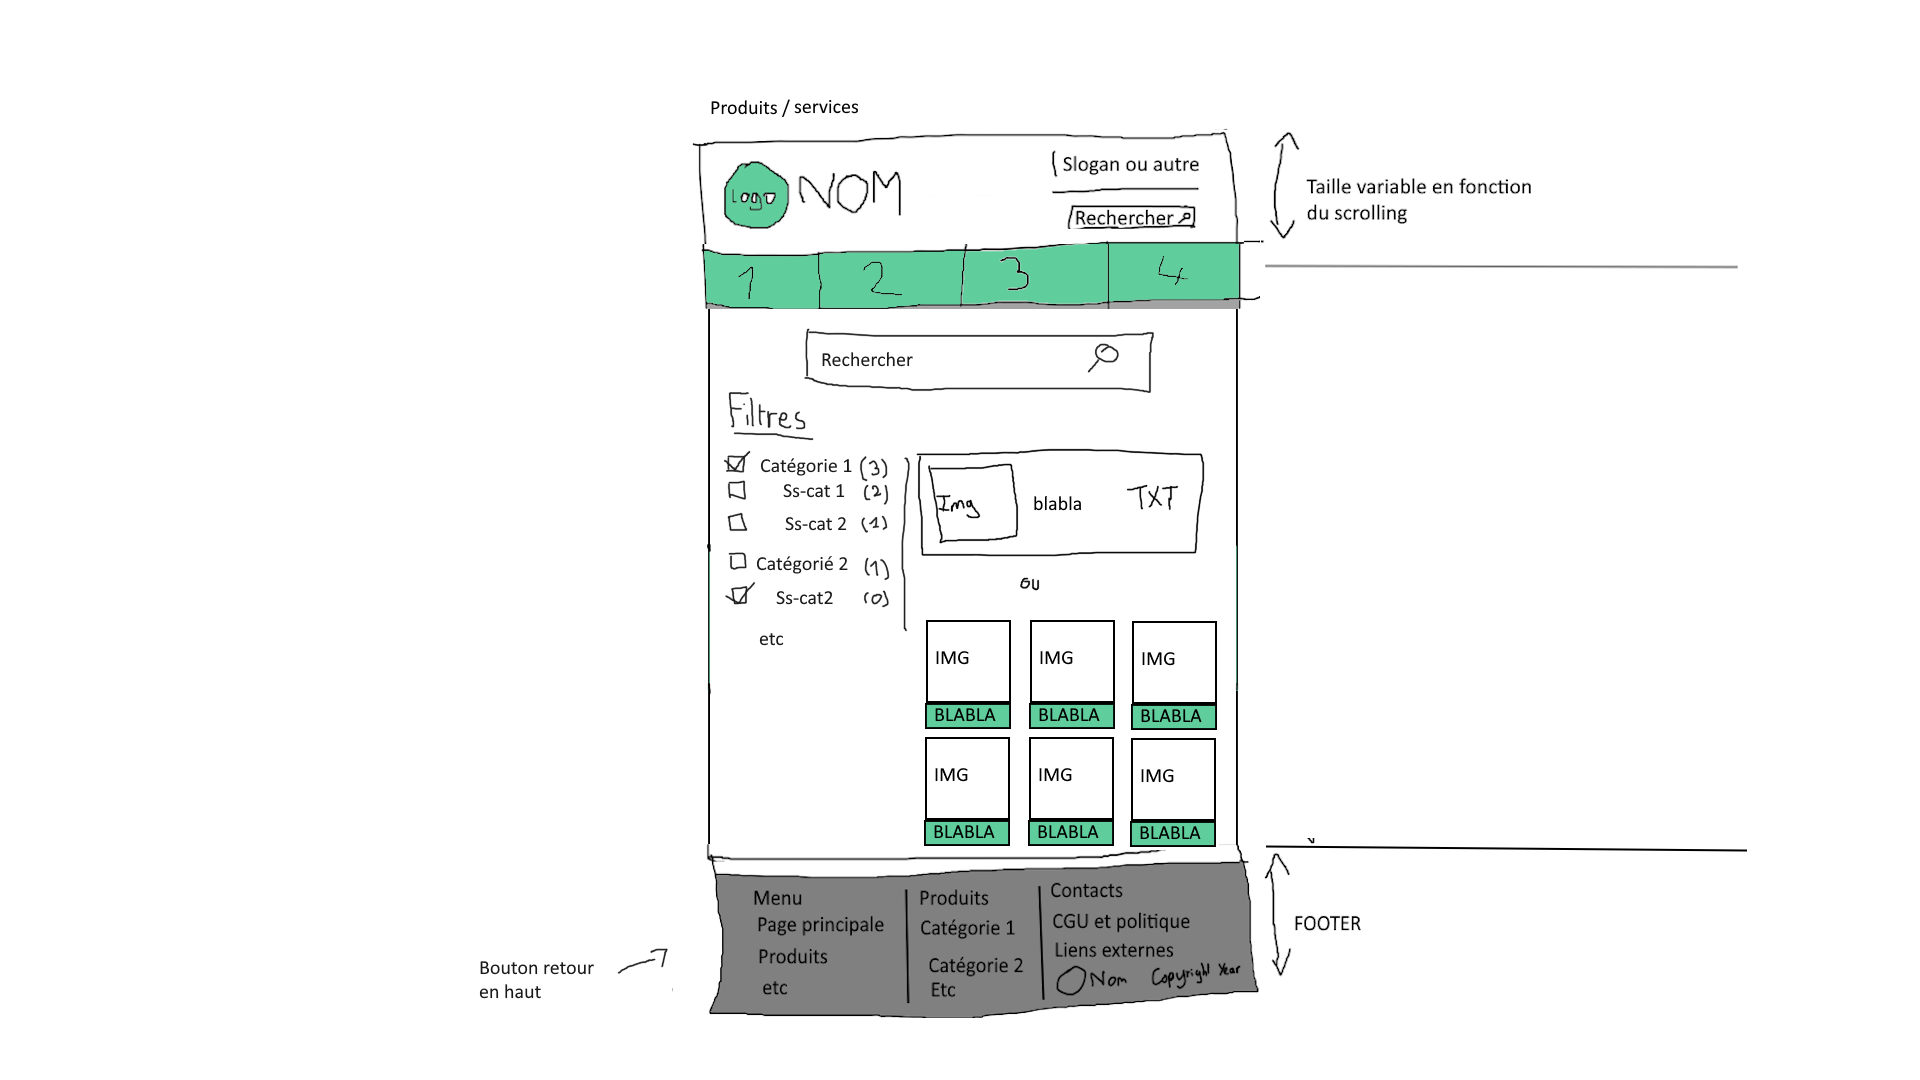 Produits / services
Logo
NOM
Slogan ou autre
Rechercher
Taille variable en fonction
du scrolling
1
2
3
4
Rechercher
Filtres
Catégorie 1 (3)
Ss-cat 1 (2)
Ss-cat 2 (1)
Catégorié 2 (1)
Ss-cat2 (0)
etc
Img
blabla
TXT
OU
IMG
IMG
IMG
BLABLA
BLABLA
BLABLA
IMG
IMG
IMG
BLABLA
BLABLA
BLABLA
Menu
Page principale
Produits
etc
Produits
Catégorie 1
Catégorie 2
Etc
Contacts
CGU et politique
Liens externes
Nom Copyright Year
FOOTER
Bouton retour
en haut